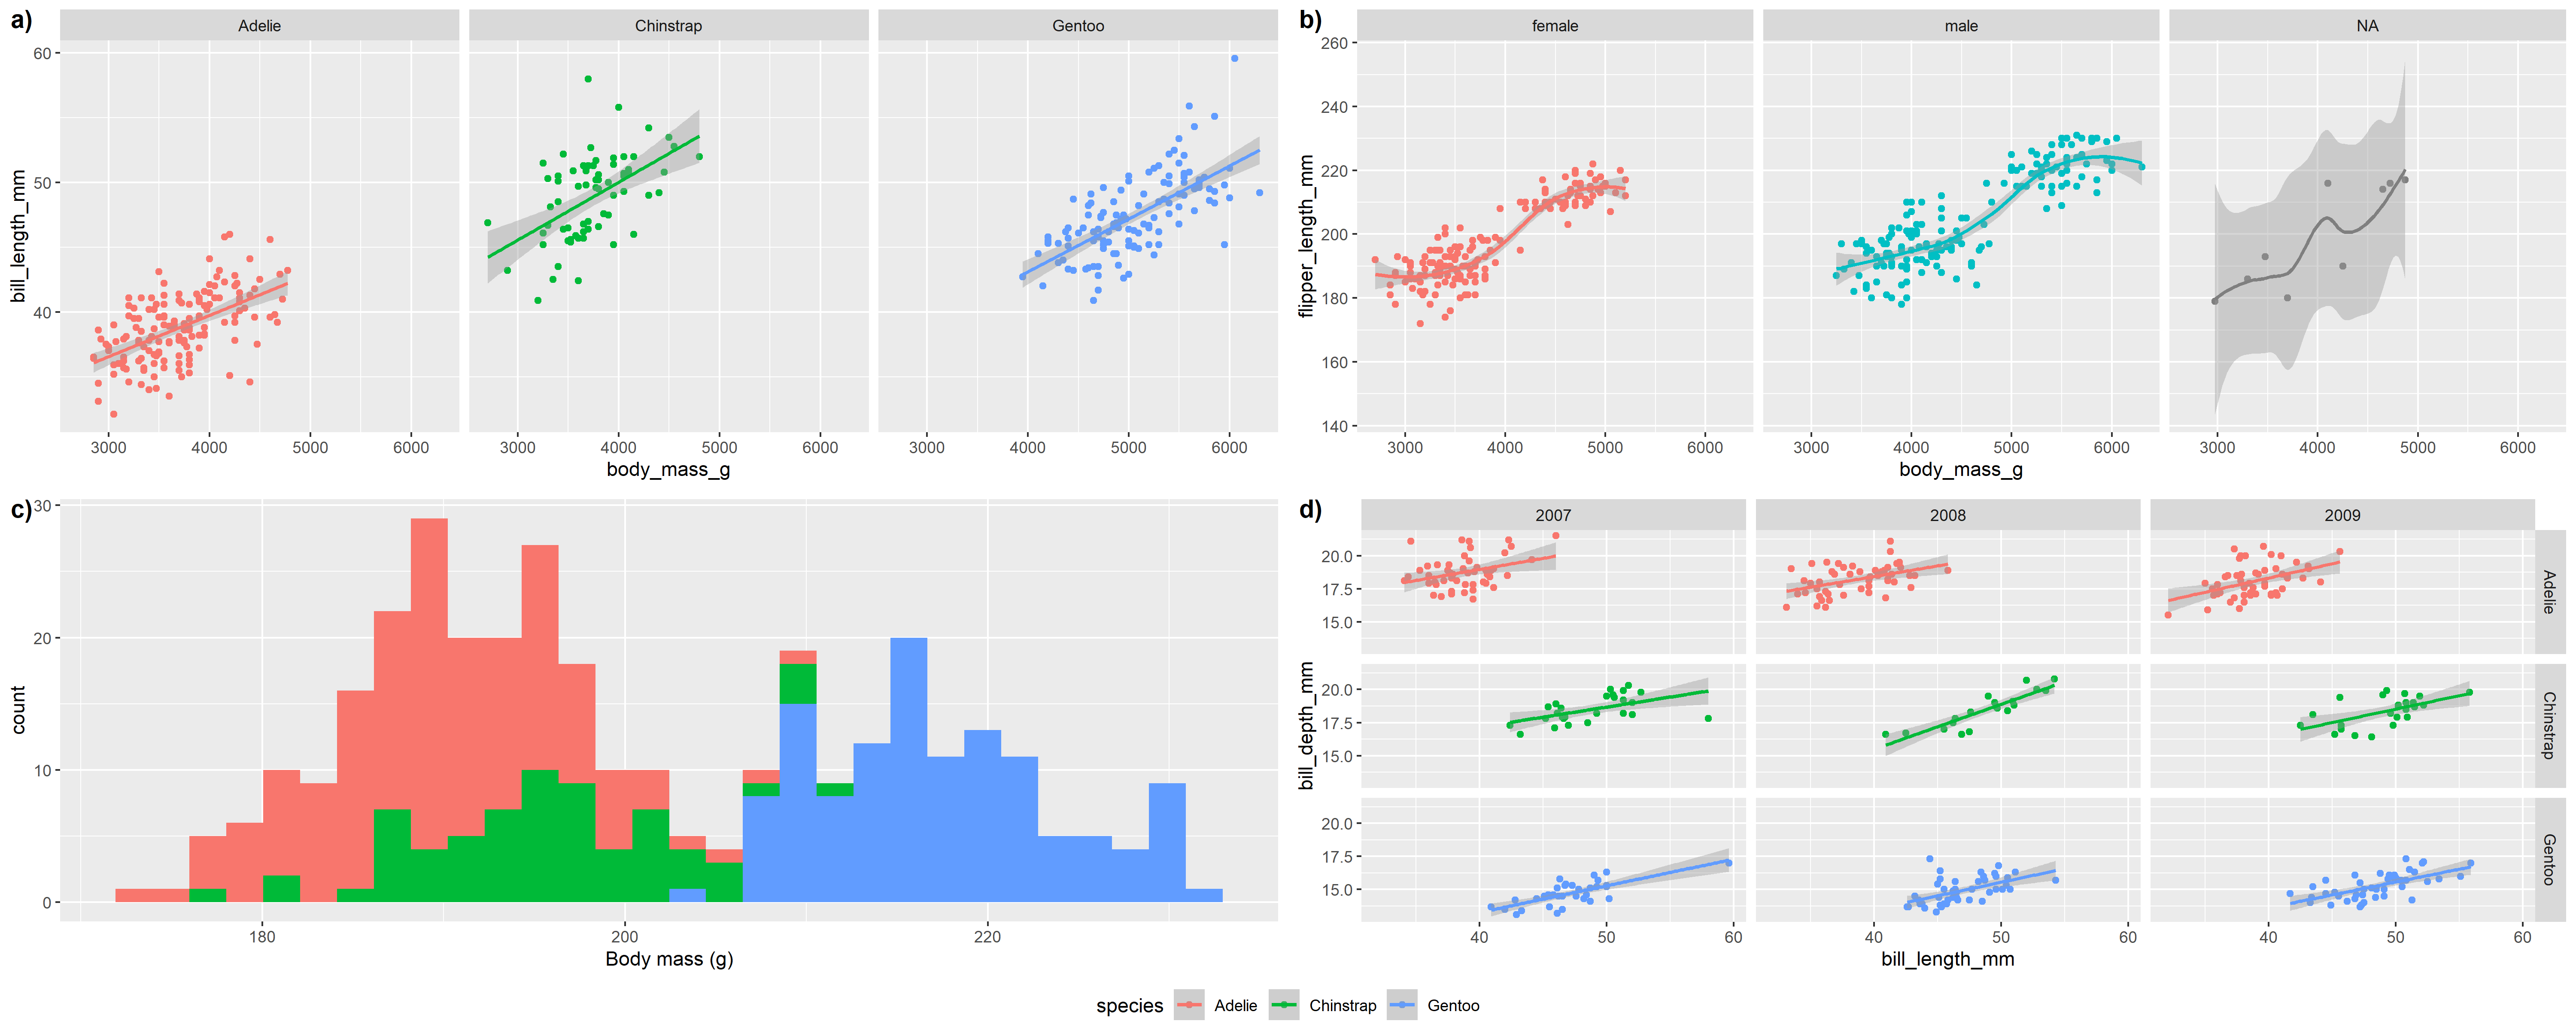 a)
Adelie
Chinstrap
Gentoo
60
50
40
bill_length_mm
3000 4000 5000 6000
3000 4000 5000 6000
3000 4000 5000 6000
body_mass_g
b)
female
male
NA
260
240
220
200
180
160
140
flipper_length_mm
3000 4000 5000 6000
3000 4000 5000 6000
3000 4000 5000 6000
body_mass_g
c)
30
20
10
0
count
180 200 220
Body mass (g)
d)
2007
2008
2009
20.0
17.5
15.0
Adelie
20.0
17.5
15.0
Chinstrap
20.0
17.5
15.0
Gentoo
bill_depth_mm
40 50 60
40 50 60
40 50 60
bill_length_mm
species Adelie Chinstrap Gentoo